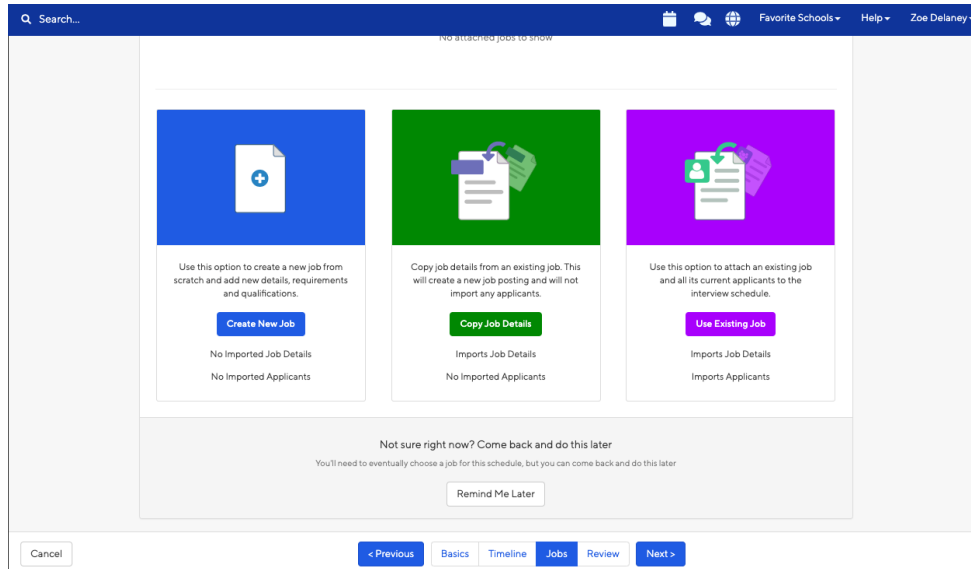 Search...
Favorite Schools
Help
Zoe Delaney
No attached jobs to show
Use this option to create a new job from
scratch and add new details, requirements
and qualifications.
Create New Job
No Imported Job Details
No Imported Applicants
Copy job details from an existing job. This
will create a new job posting and will not
import any applicants.
Copy Job Details
Imports Job Details
No Imported Applicants
Use this option to attach an existing job
and all its current applicants to the
interview schedule.
Use Existing Job
Imports Job Details
Imports Applicants
Not sure right now? Come back and do this later
You'll need to eventually choose a job for this schedule, but you can come back and do this later
Remind Me Later
Cancel
< Previous
Basics
Timeline
Jobs
Review
Next >